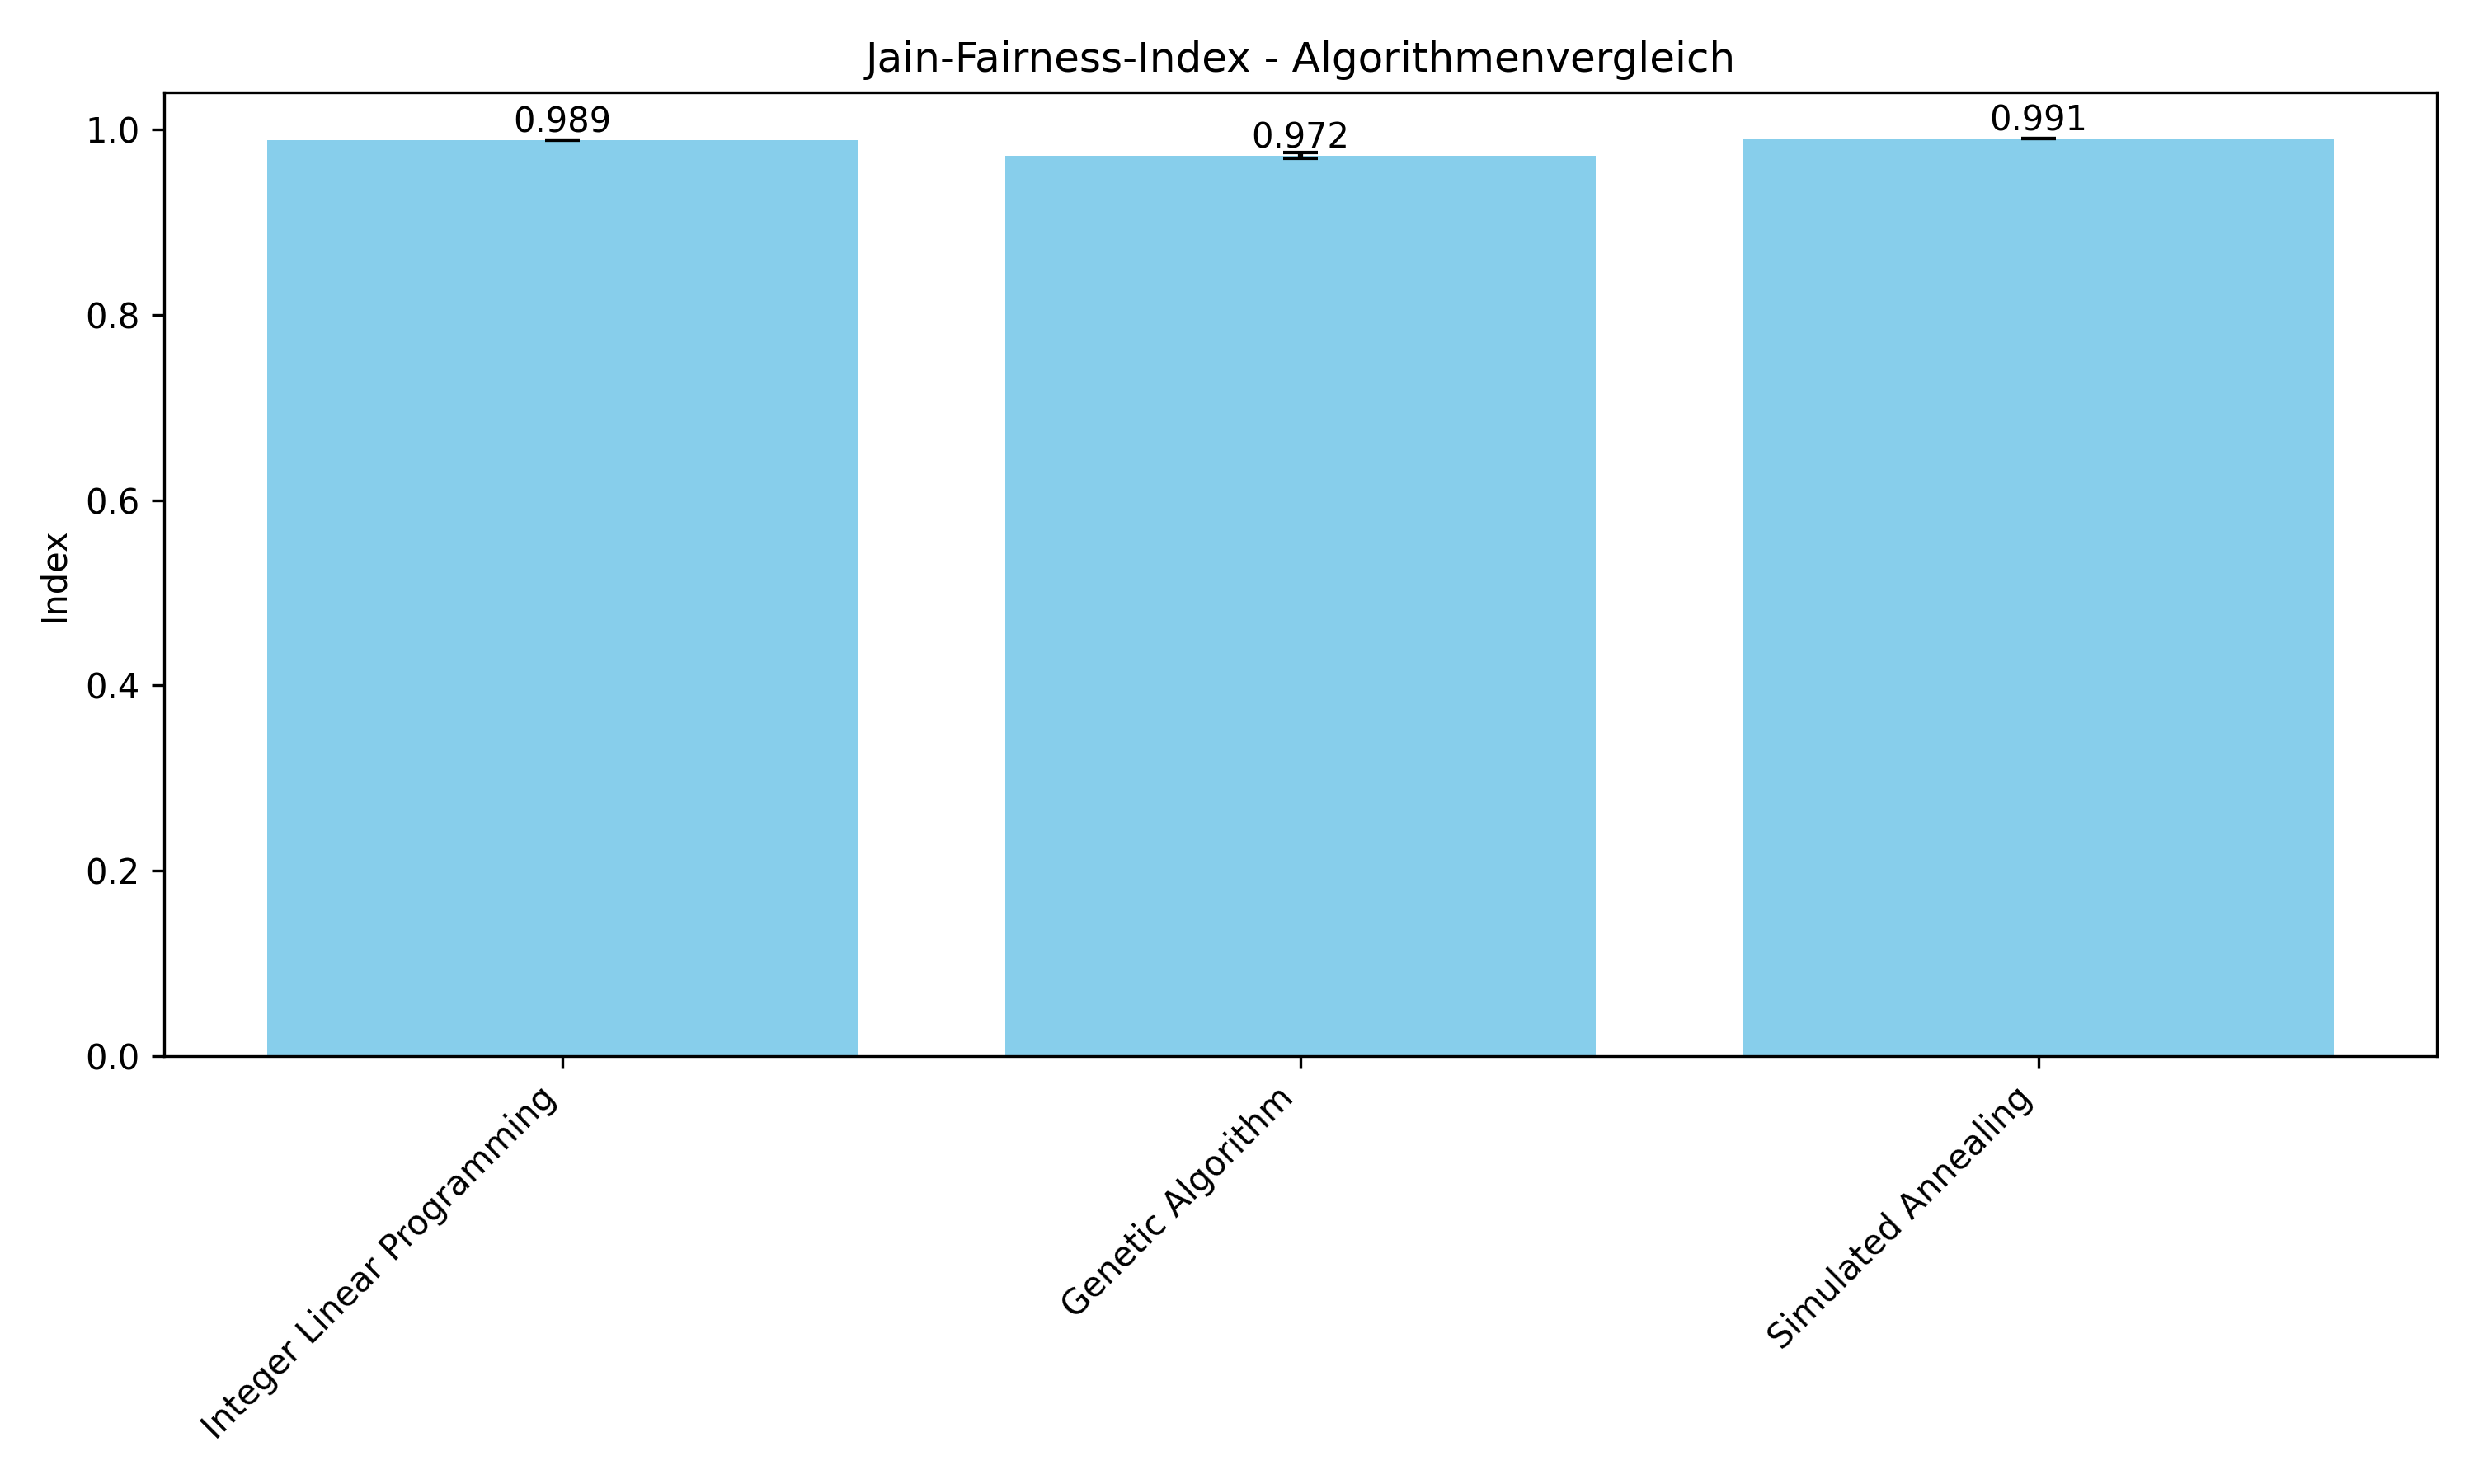 Jain-Fairness-Index - Algorithmenvergleich
0.989
0.972
0.991
1.0
0.8
0.6
0.4
0.2
0.0
Index
Integer Linear Programming
Genetic Algorithm
Simulated Annealing